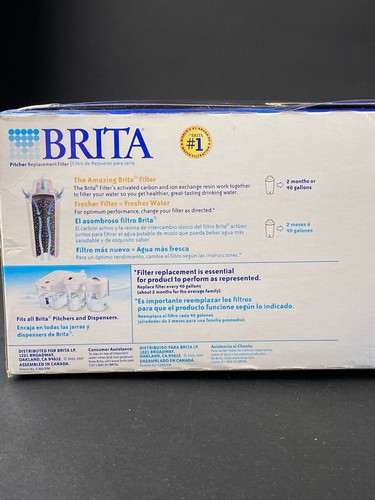 BRITA
#1
Pitcher Replacement Filter | Filtro de Repuesto para Jarra
The Amazing Brita® Filter
The Brita® Filter's activated carbon and ion exchange resin work together
to filter your water so you get healthier, great-tasting drinking water.
2 months or
40 gallons
Fresher Filter = Fresher Water
For optimum performance, change your filter as directed.*
El asombroso filtro Brita®
El carbón activo y la resina de intercambio iónico del filtro Brita® actúan
juntos para filtrar el agua potable de modo que pueda beber agua más
saludable y de exquisito sabor.
2 meses ó
40 galones
Filtro más nuevo = Agua más fresca
Para un óptimo rendimiento, cambie el filtro según las instrucciones.*
*Filter replacement is essential
for product to perform as represented.
Replace filter every 40 gallons
(about 2 months for the average family).
*Es importante reemplazar los filtros
para que el producto funcione según lo indicado.
Reemplace el filtro cada 40 galones
(alrededor de 2 meses para una familia promedio).
Fits all Brita® Pitchers and Dispensers.
Encaja en todas las jarras y
dispensers de Brita®.
DISTRIBUTED FOR BRITA LP,
1221 BROADWAY,
OAKLAND, CA 94612.
ASSEMBLED IN CANADA.
Consumer Assistance:
DISTRIBUIDO PARA BRITA LP,
1221 BROADWAY,
OAKLAND, CA 94612.
ENSAMBLADO EN CANADA.
Asistencia al Cliente: